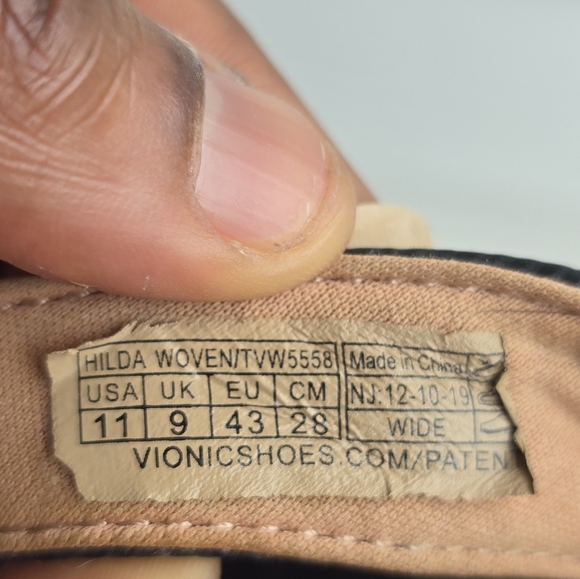 HILDA WOVEN/TVW5558 Made in China
USA UK EU CM NJ:12-10-19
11 9 43 28 WIDE
VIONICSHOES.COM/PATEN